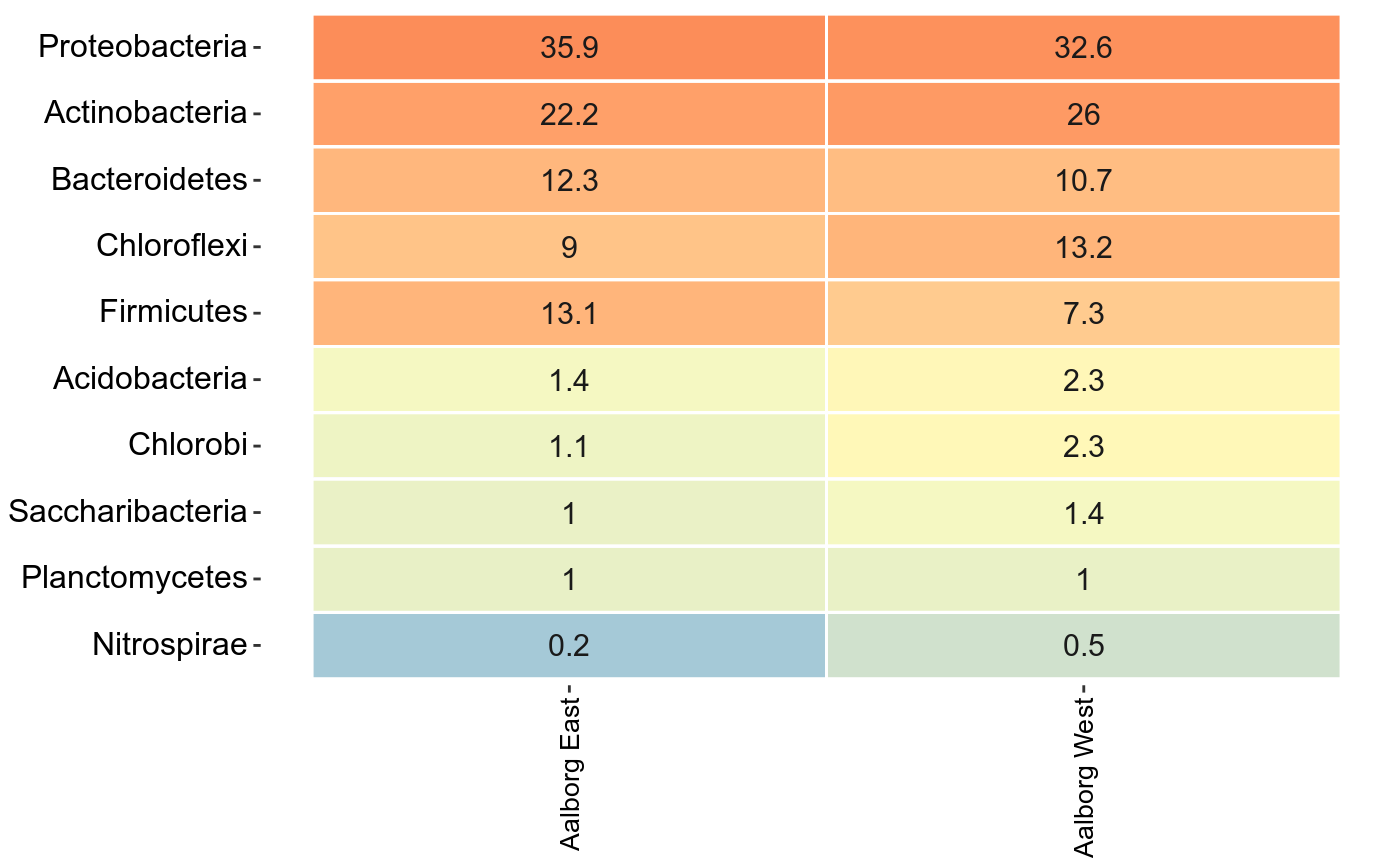 Proteobacteria 35.9 32.6
Actinobacteria 22.2 26
Bacteroidetes 12.3 10.7
Chloroflexi 9 13.2
Firmicutes 13.1 7.3
Acidobacteria 1.4 2.3
Chlorobi 1.1 2.3
Saccharibacteria 1 1.4
Planctomycetes 1 1
Nitrospirae 0.2 0.5
Aalborg East
Aalborg West